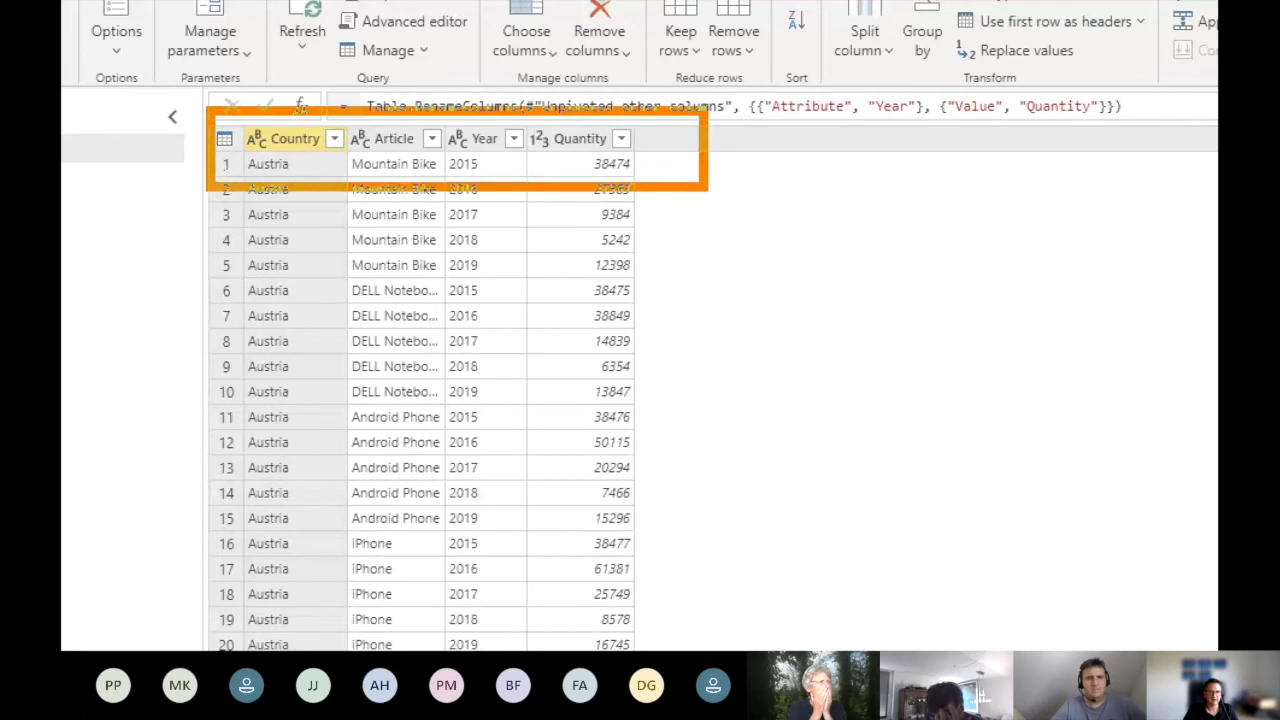 Options
Manage parameters
Refresh
Advanced editor
Manage
Choose columns
Remove columns
Keep rows
Remove rows
Split column
Group by
Use first row as headers
Replace values
Options
Parameters
Query
Manage columns
Reduce rows
Sort
Transform
= Table.RenameColumns(#"Unpivoted other columns", {{"Attribute", "Year"}, {"Value", "Quantity"}})
Country Article Year Quantity
1 Austria Mountain Bike 2015 38474
2 Austria Mountain Bike 2016
3 Austria Mountain Bike 2017 9384
4 Austria Mountain Bike 2018 5242
5 Austria Mountain Bike 2019 12398
6 Austria DELL Notebo... 2015 38475
7 Austria DELL Notebo... 2016 38849
8 Austria DELL Notebo... 2017 14839
9 Austria DELL Notebo... 2018 6354
10 Austria DELL Notebo... 2019 13847
11 Austria Android Phone 2015 38476
12 Austria Android Phone 2016 50115
13 Austria Android Phone 2017 20294
14 Austria Android Phone 2018 7466
15 Austria Android Phone 2019 15296
16 Austria iPhone 2015 38477
17 Austria iPhone 2016 61381
18 Austria iPhone 2017 25749
19 Austria iPhone 2018 8578
20 Austria iPhone 2019 16745
PP MK JJ AH PM BF FA DG